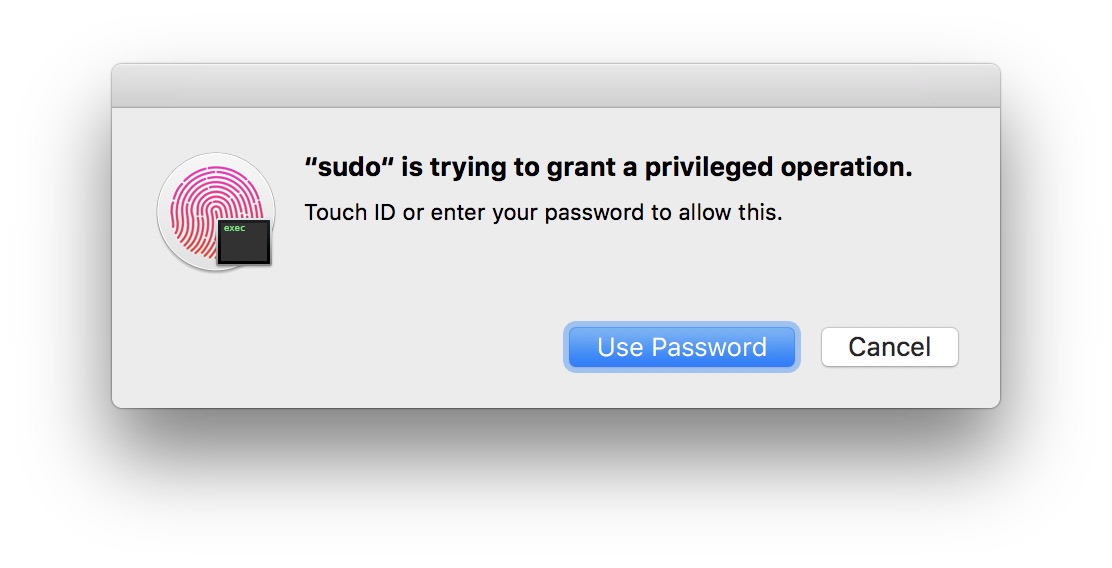 “sudo“ is trying to grant a privileged operation.
Touch ID or enter your password to allow this.
exec
Use Password
Cancel